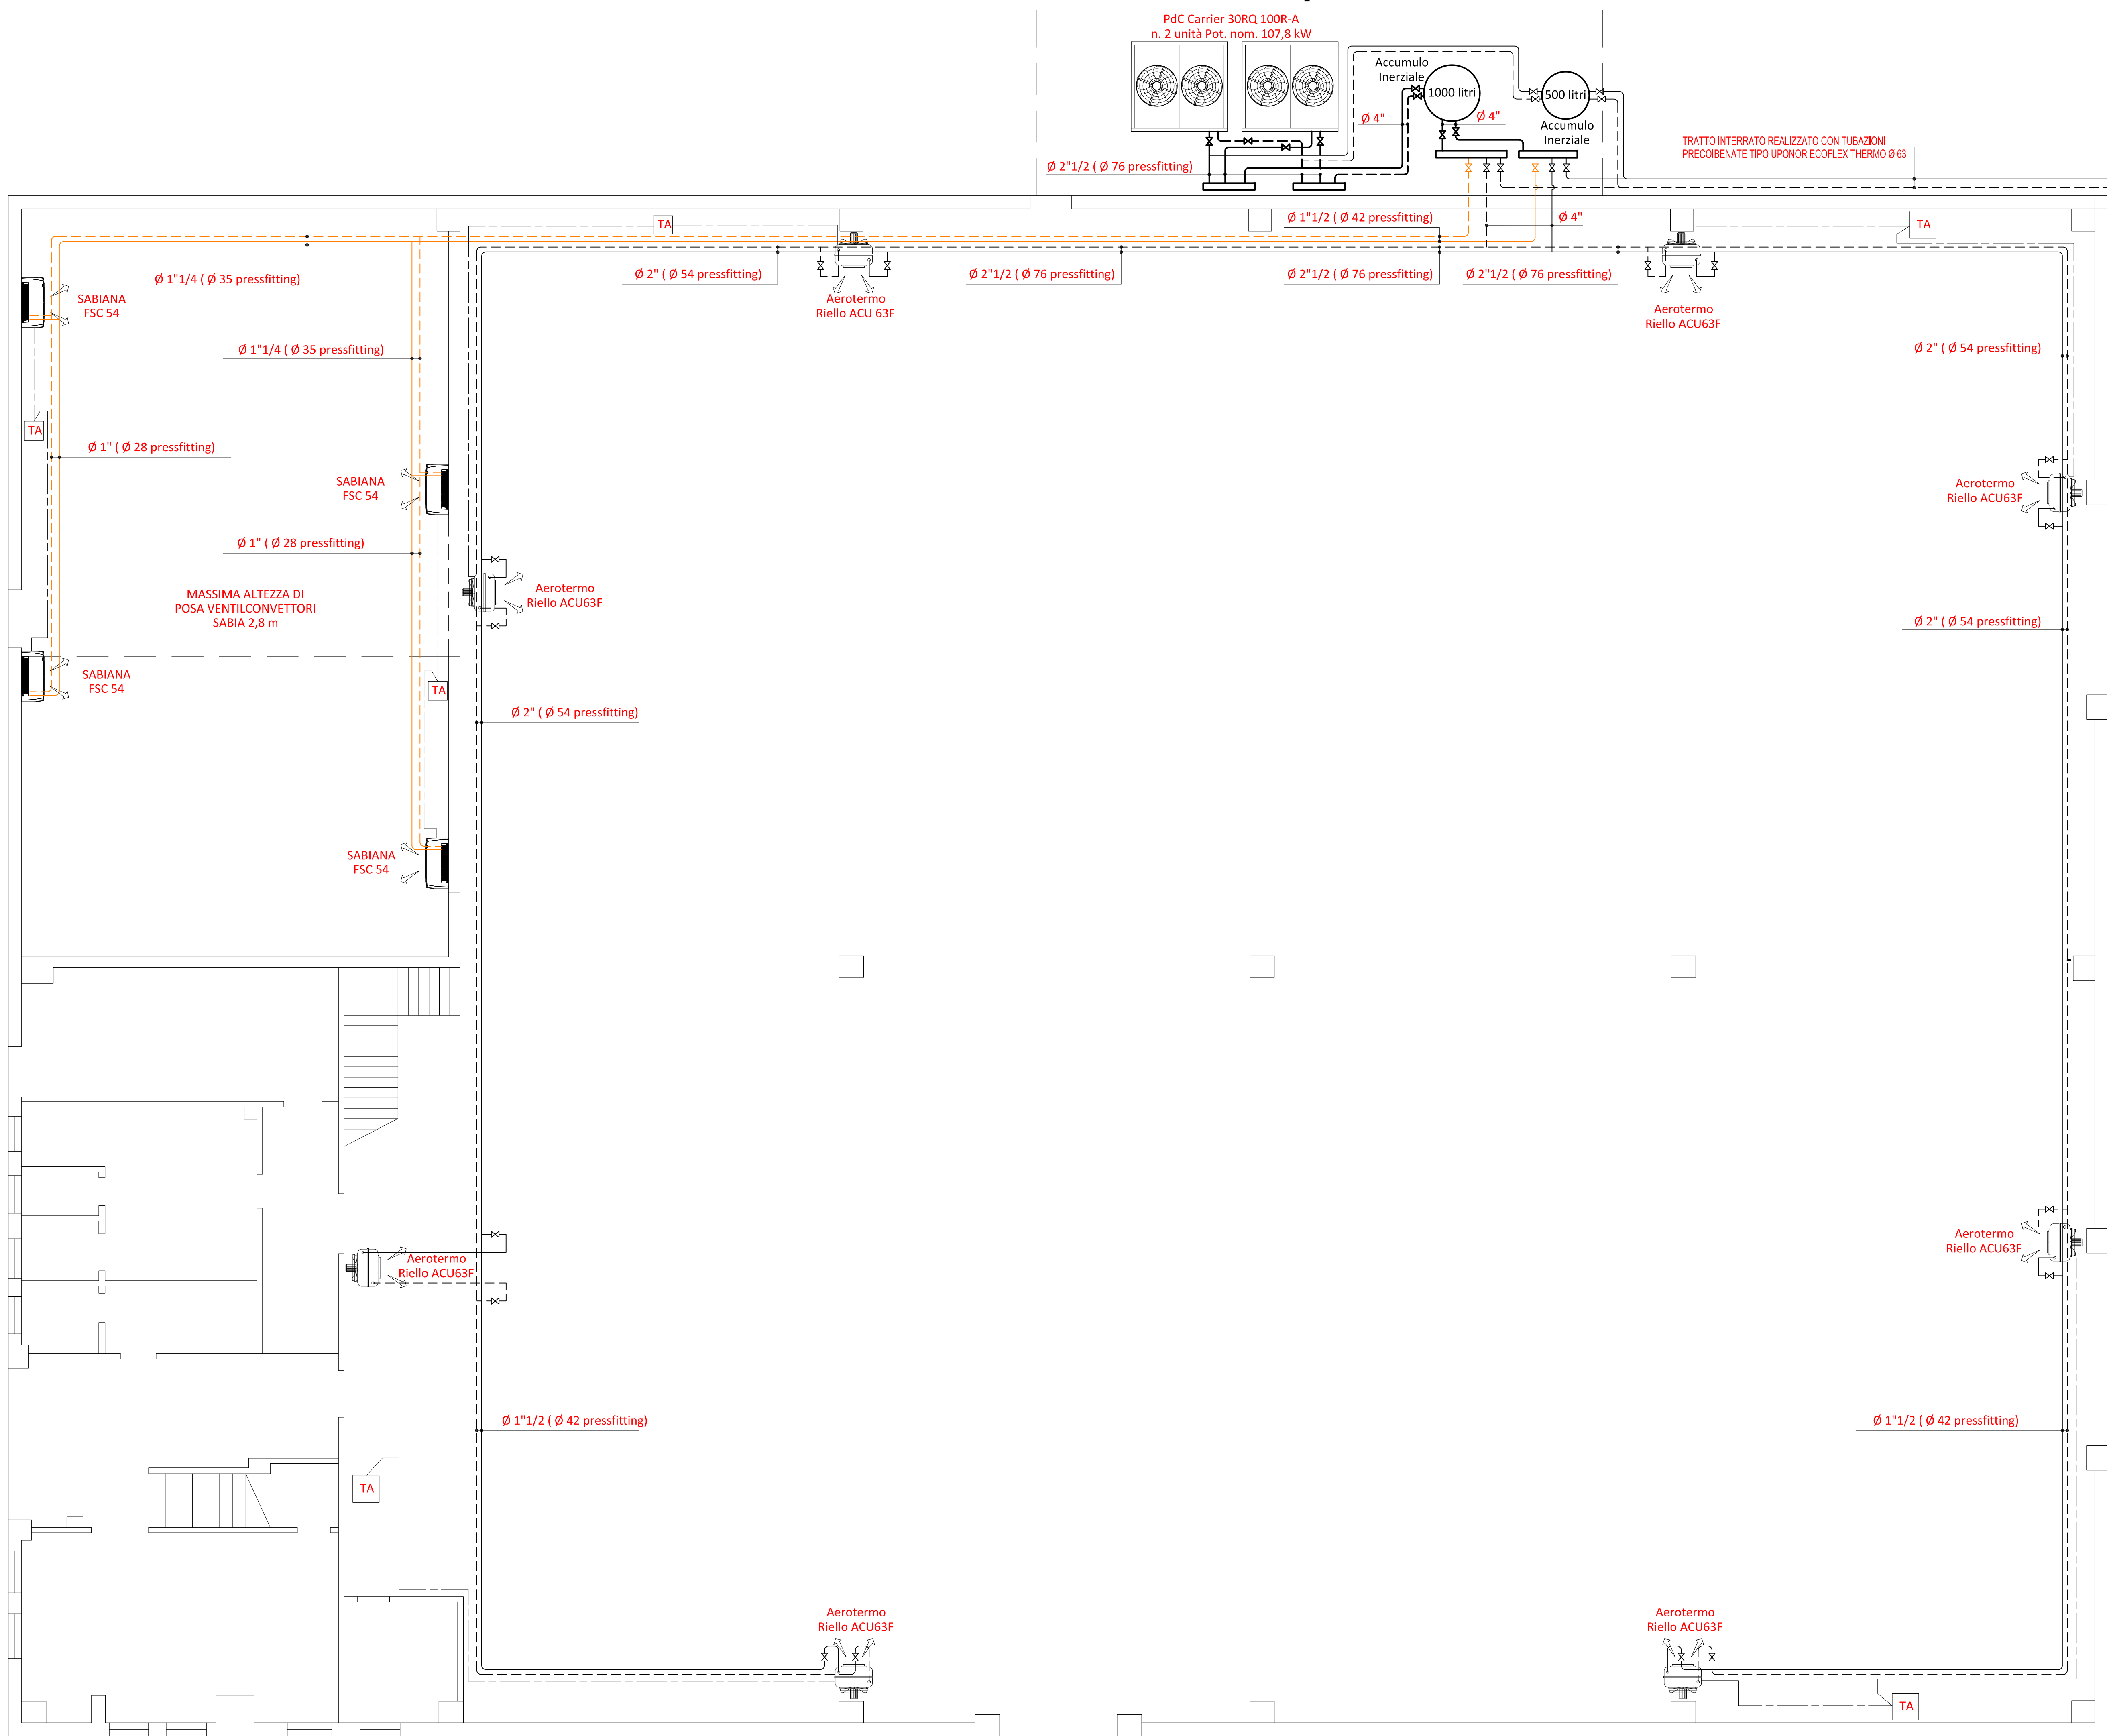 PdC Carrier 30RQ 100R-A
n. 2 unità Pot. nom. 107,8 kW
Accumulo
Inerziale
1000 litri
500 litri
Accumulo
Inerziale
Ø 4"
Ø 4"
TRATTO INTERRATO REALIZZATO CON TUBAZIONI
PRECOIBENATE TIPO UPONOR ECOFLEX THERMO Ø 63
Ø 2"1/2 ( Ø 76 pressfitting)
TA
Ø 1"1/2 ( Ø 42 pressfitting)
Ø 4"
TA
Ø 1"1/4 ( Ø 35 pressfitting)
Ø 2" ( Ø 54 pressfitting)
Ø 2"1/2 ( Ø 76 pressfitting)
Ø 2"1/2 ( Ø 76 pressfitting)
Ø 2"1/2 ( Ø 76 pressfitting)
SABIANA
FSC 54
Aerotermo
Riello ACU 63F
Aerotermo
Riello ACU63F
Ø 1"1/4 ( Ø 35 pressfitting)
Ø 2" ( Ø 54 pressfitting)
TA
Ø 1" ( Ø 28 pressfitting)
SABIANA
FSC 54
Aerotermo
Riello ACU63F
Ø 1" ( Ø 28 pressfitting)
MASSIMA ALTEZZA DI
POSA VENTILCONVETTORI
SABIA 2,8 m
Aerotermo
Riello ACU63F
Ø 2" ( Ø 54 pressfitting)
SABIANA
FSC 54
TA
Ø 2" ( Ø 54 pressfitting)
SABIANA
FSC 54
Aerotermo
Riello ACU63F
Aerotermo
Riello ACU63F
Ø 1"1/2 ( Ø 42 pressfitting)
Ø 1"1/2 ( Ø 42 pressfitting)
TA
Aerotermo
Riello ACU63F
Aerotermo
Riello ACU63F
TA